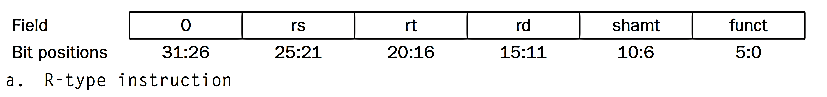 Field 0 rs rt rd shamt funct
Bit positions 31:26 25:21 20:16 15:11 10:6 5:0
a. R-type instruction